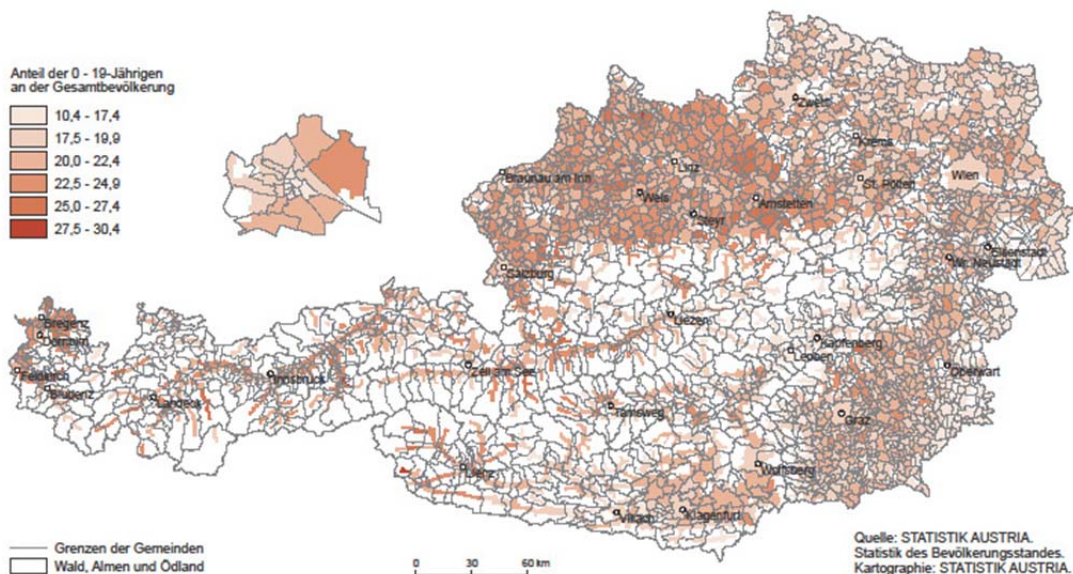 Anteil der 0 - 19-Jährigen
an der Gesamtbevölkerung
10,4 - 17,4
17,5 - 19,9
20,0 - 22,4
22,5 - 24,9
25,0 - 27,4
27,5 - 30,4
Zwettl
Krems
Linz
Braunau am Inn
Wels
St. Pölten
Wien
Amstetten
Steyr
Eisenstadt
Wr. Neustadt
Salzburg
Bregenz
Dornbirn
Liezen
Kapfenberg
Leoben
Feldkirch
Bludenz
Innsbruck
Zell am See
Oberwart
Landeck
Tamsweg
Graz
Lienz
Wolfsberg
Villach
Klagenfurt
Grenzen der Gemeinden
Wald, Almen und Ödland
0 30 60 km
Quelle: STATISTIK AUSTRIA.
Statistik des Bevölkerungsstandes.
Kartographie: STATISTIK AUSTRIA.